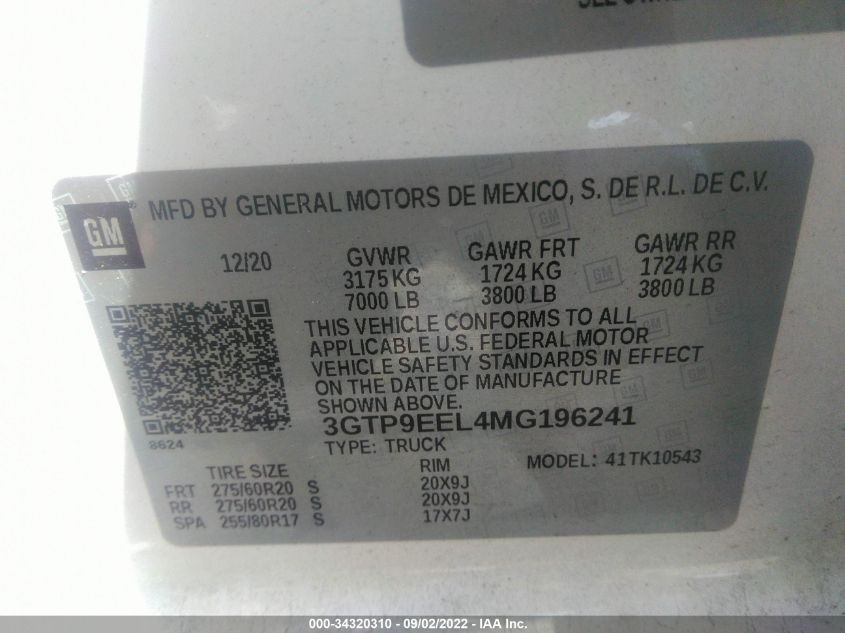 GM
MFD BY GENERAL MOTORS DE MEXICO, S. DE R.L. DE C.V.
12/20
GVWR
3175 KG
7000 LB
GAWR FRT
1724 KG
3800 LB
GAWR RR
1724 KG
3800 LB
THIS VEHICLE CONFORMS TO ALL
APPLICABLE U.S. FEDERAL MOTOR
VEHICLE SAFETY STANDARDS IN EFFECT
ON THE DATE OF MANUFACTURE
SHOWN ABOVE.
3GTP9EEL4MG196241
8624
TYPE: TRUCK
MODEL: 41TK10543
TIRE SIZE RIM
FRT 275/60R20 S 20X9J
RR 275/60R20 S 20X9J
SPA 255/80R17 S 17X7J
000-34320310 - 09/02/2022 - IAA Inc.